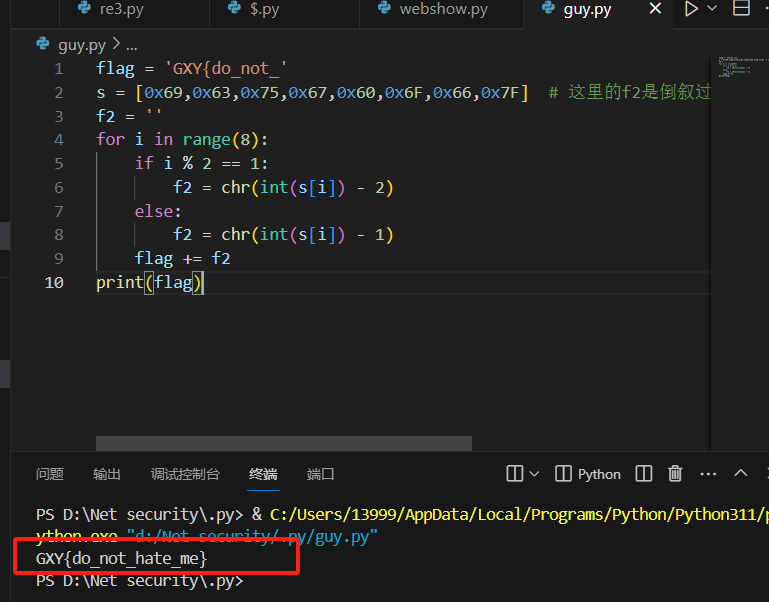 re3.py $.py webshow.py guy.py
guy.py > ...
1 flag = 'GXY{do_not_'
2 s = [0x69,0x63,0x75,0x67,0x60,0x6F,0x66,0x7F] # 这里的f2是倒叙过
3 f2 = ''
4 for i in range(8):
5 if i % 2 == 1:
6 f2 = chr(int(s[i]) - 2)
7 else:
8 f2 = chr(int(s[i]) - 1)
9 flag += f2
10 print(flag)
问题 输出 调试控制台 终端 端口 Python
PS D:\Net security\.py> & C:/Users/13999/AppData/Local/Programs/Python/Python311/p
ython.exe "d:/Net security/.py/guy.py"
GXY{do_not_hate_me}
PS D:\Net security\.py>